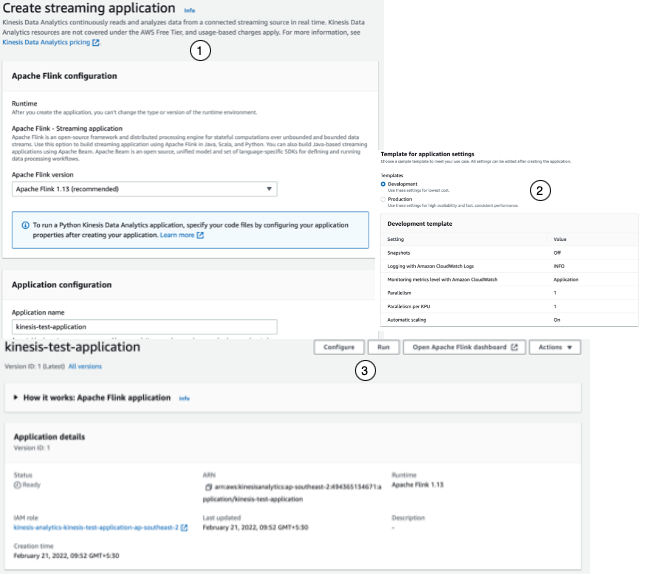 Create streaming application Info
Kinesis Data Analytics continuously reads and analyzes data from a connected streaming source in real time. Kinesis Data
Analytics resources are not covered under the AWS Free Tier, and usage-based charges apply. For more information, see
Kinesis Data Analytics pricing
1
Apache Flink configuration
Runtime
After you create the application, you can't change the type or version of the runtime environment.
Apache Flink - Streaming application
Apache Flink is an open-source framework and distributed processing engine for stateful computations over unbounded and bounded data
streams. Use this option to build streaming application using Apache Flink in Java, Scala, and Python. You can also build Java-based streaming
applications using Apache Beam. Apache Beam is an open source, unified model and set of language-specific SDKs for defining and running
data processing workflows.
Apache Flink version
Apache Flink 1.13 (recommended)
To run a Python Kinesis Data Analytics application, specify your code files by configuring your application
properties after creating your application. Learn more
Application configuration
Application name
kinesis-test-application
Template for application settings
Choose a sample template to meet your use case. All settings can be edited after creating the application.
Templates
Development
Use these settings for lowest cost.
2
Production
Use these settings for high availability and fast, consistent performance.
Development template
Setting Value
Snapshots Off
Logging with Amazon CloudWatch Logs INFO
Monitoring metrics level with Amazon CloudWatch Application
Parallelism 1
Parallelism per KPU 1
Automatic scaling On
kinesis-test-application
Configure Run Open Apache Flink dashboard Actions
Version ID: 1 (Latest) All versions
3
How it works: Apache Flink application Info
Application details
Version ID: 1
Status ARN Runtime
Ready arn:aws:kinesisanalytics:ap-southeast-2:494365134671:a Apache Flink 1.13
pplication/kinesis-test-application
IAM role Last updated Description
kinesis-analytics-kinesis-test-application-ap-southeast-2 February 21, 2022, 09:52 GMT+5:30 -
Creation time
February 21, 2022, 09:52 GMT+5:30